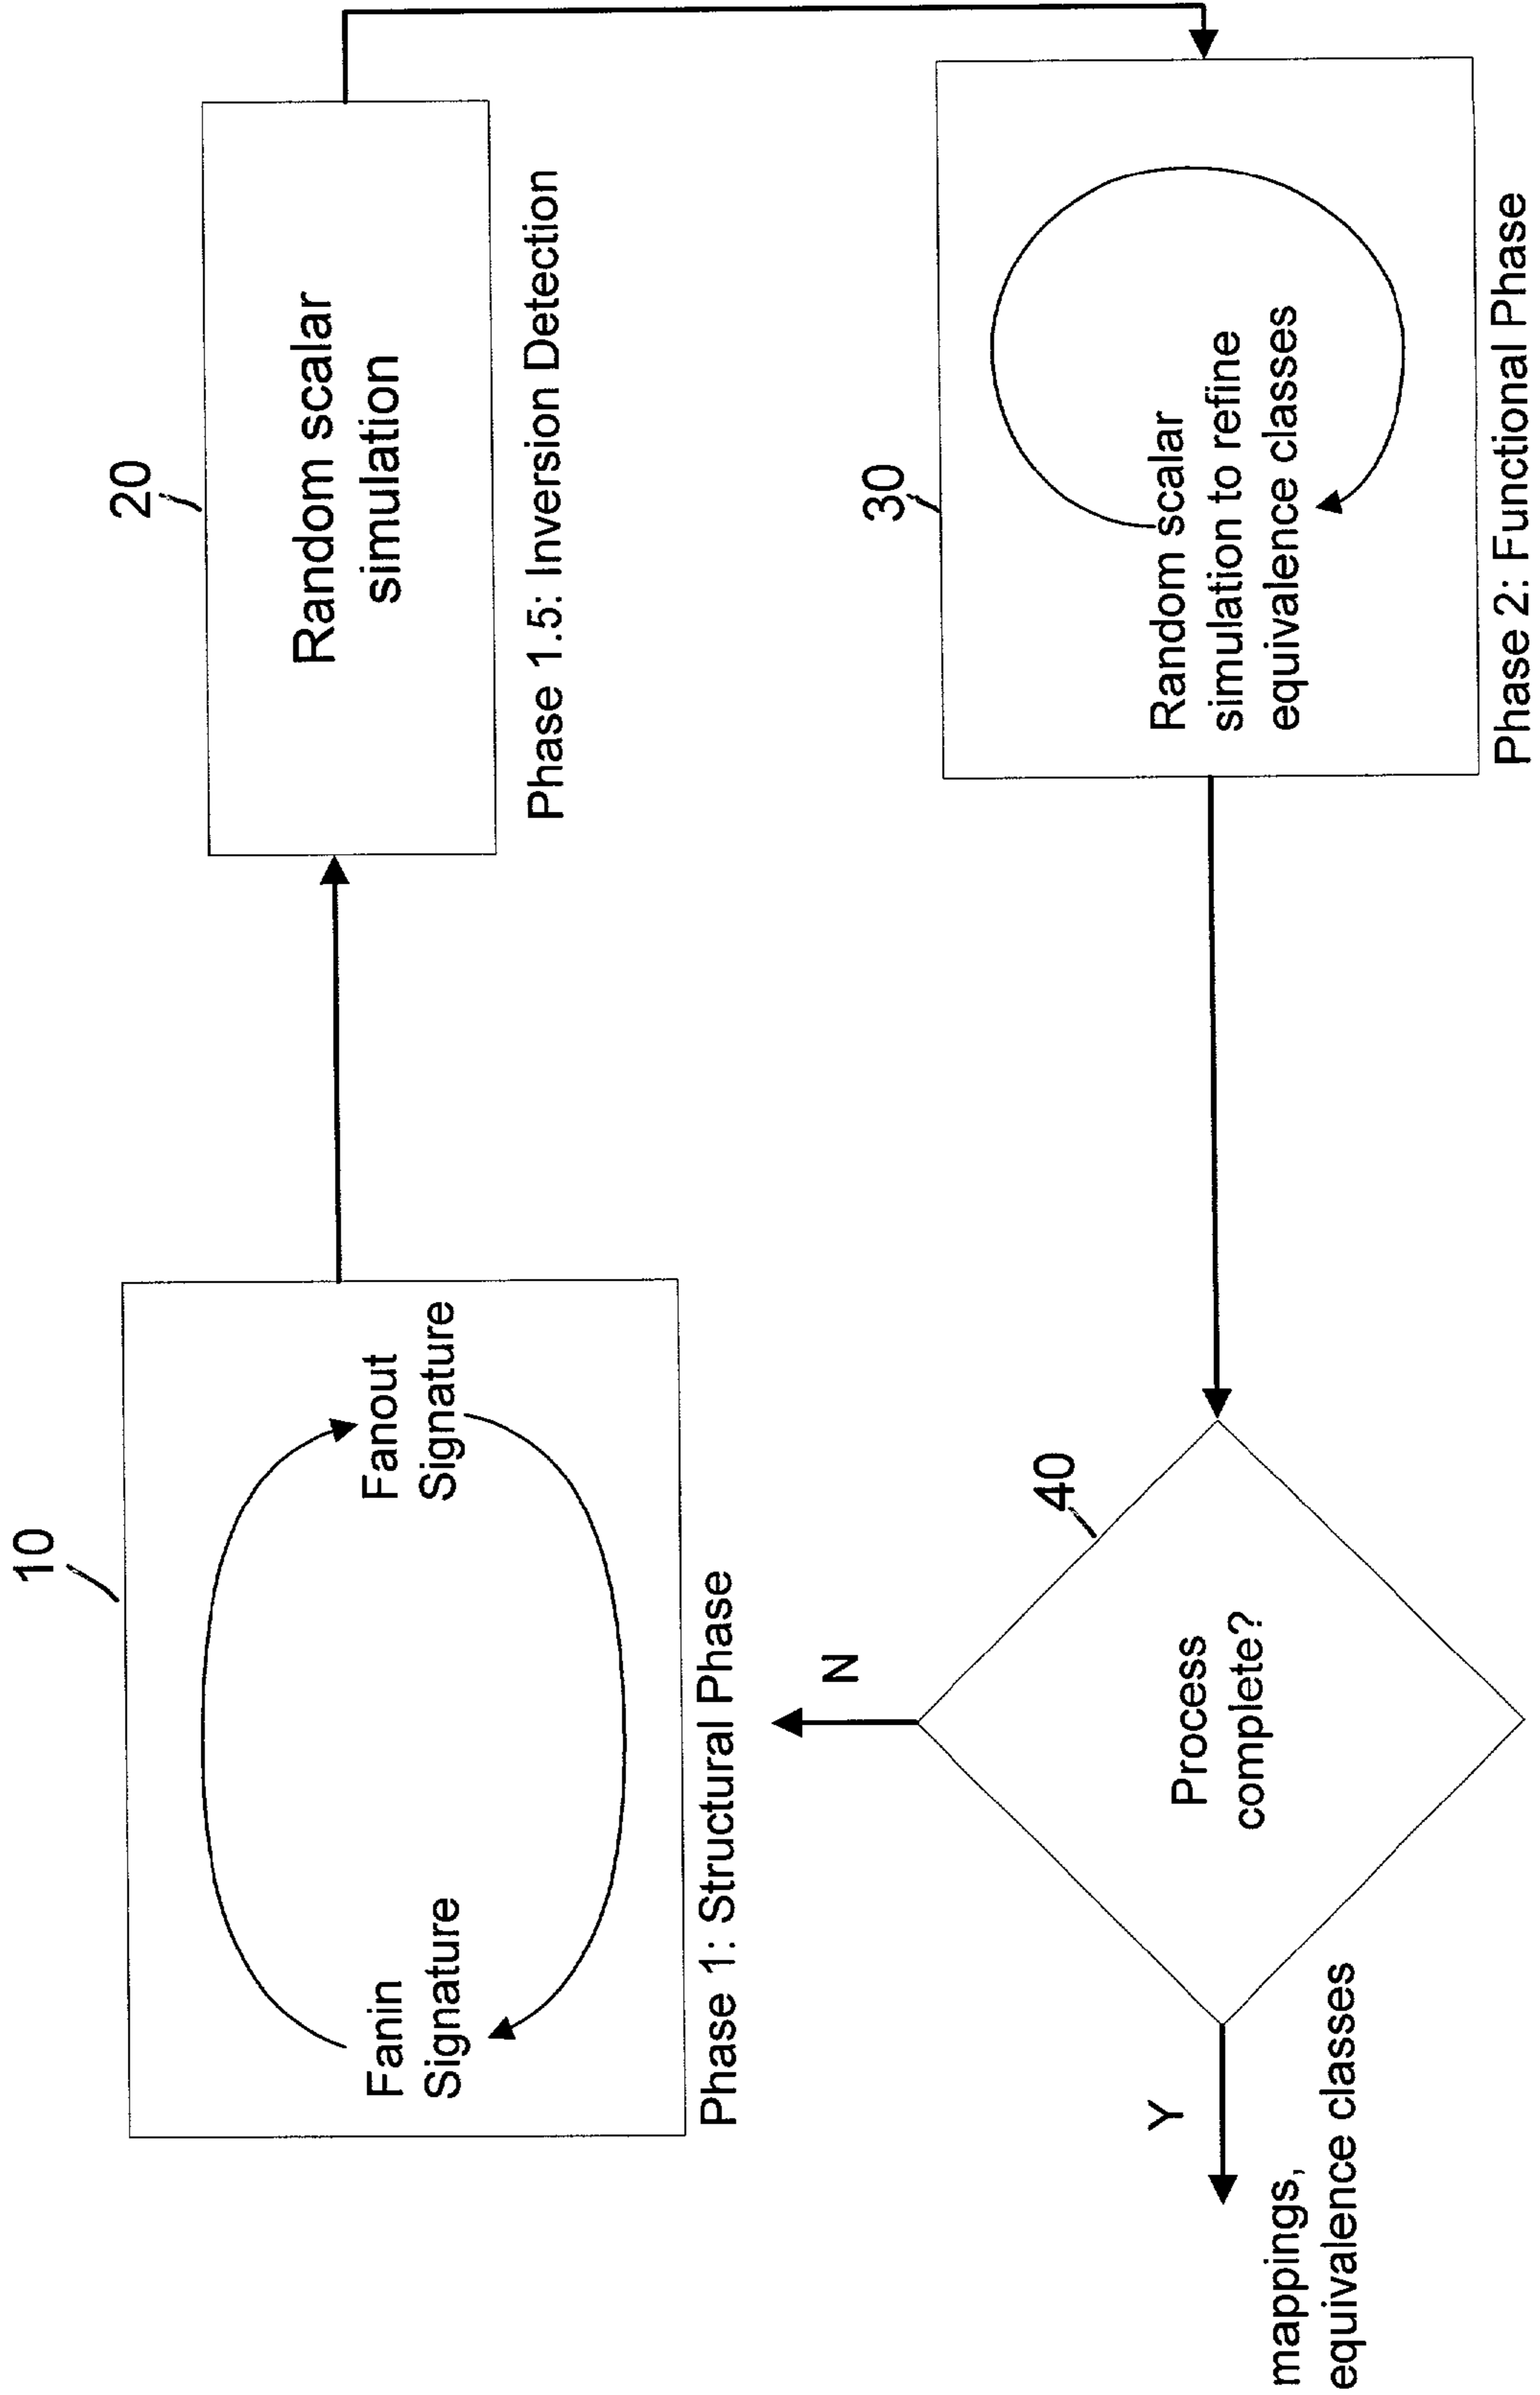 10
Fanin
Signature
Fanout
Signature
Phase 1: Structural Phase
20
Random scalar
simulation
Phase 1.5: Inversion Detection
30
Random scalar
simulation to refine
equivalence classes
Phase 2: Functional Phase
40
Process
complete?
N
Y
mappings,
equivalence classes